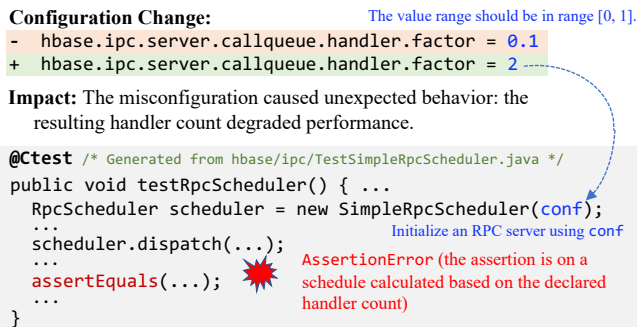 Configuration Change:
The value range should be in range [0, 1].
- hbase.ipc.server.callqueue.handler.factor = 0.1
+ hbase.ipc.server.callqueue.handler.factor = 2
Impact: The misconfiguration caused unexpected behavior: the
resulting handler count degraded performance.
@Ctest /* Generated from hbase/ipc/TestSimpleRpcScheduler.java */
public void testRpcScheduler() { ...
RpcScheduler scheduler = new SimpleRpcScheduler(conf);
...
Initialize an RPC server using conf
scheduler.dispatch(...);
...
assertEquals(...);
AssertionError (the assertion is on a
schedule calculated based on the declared
handler count)
...
}